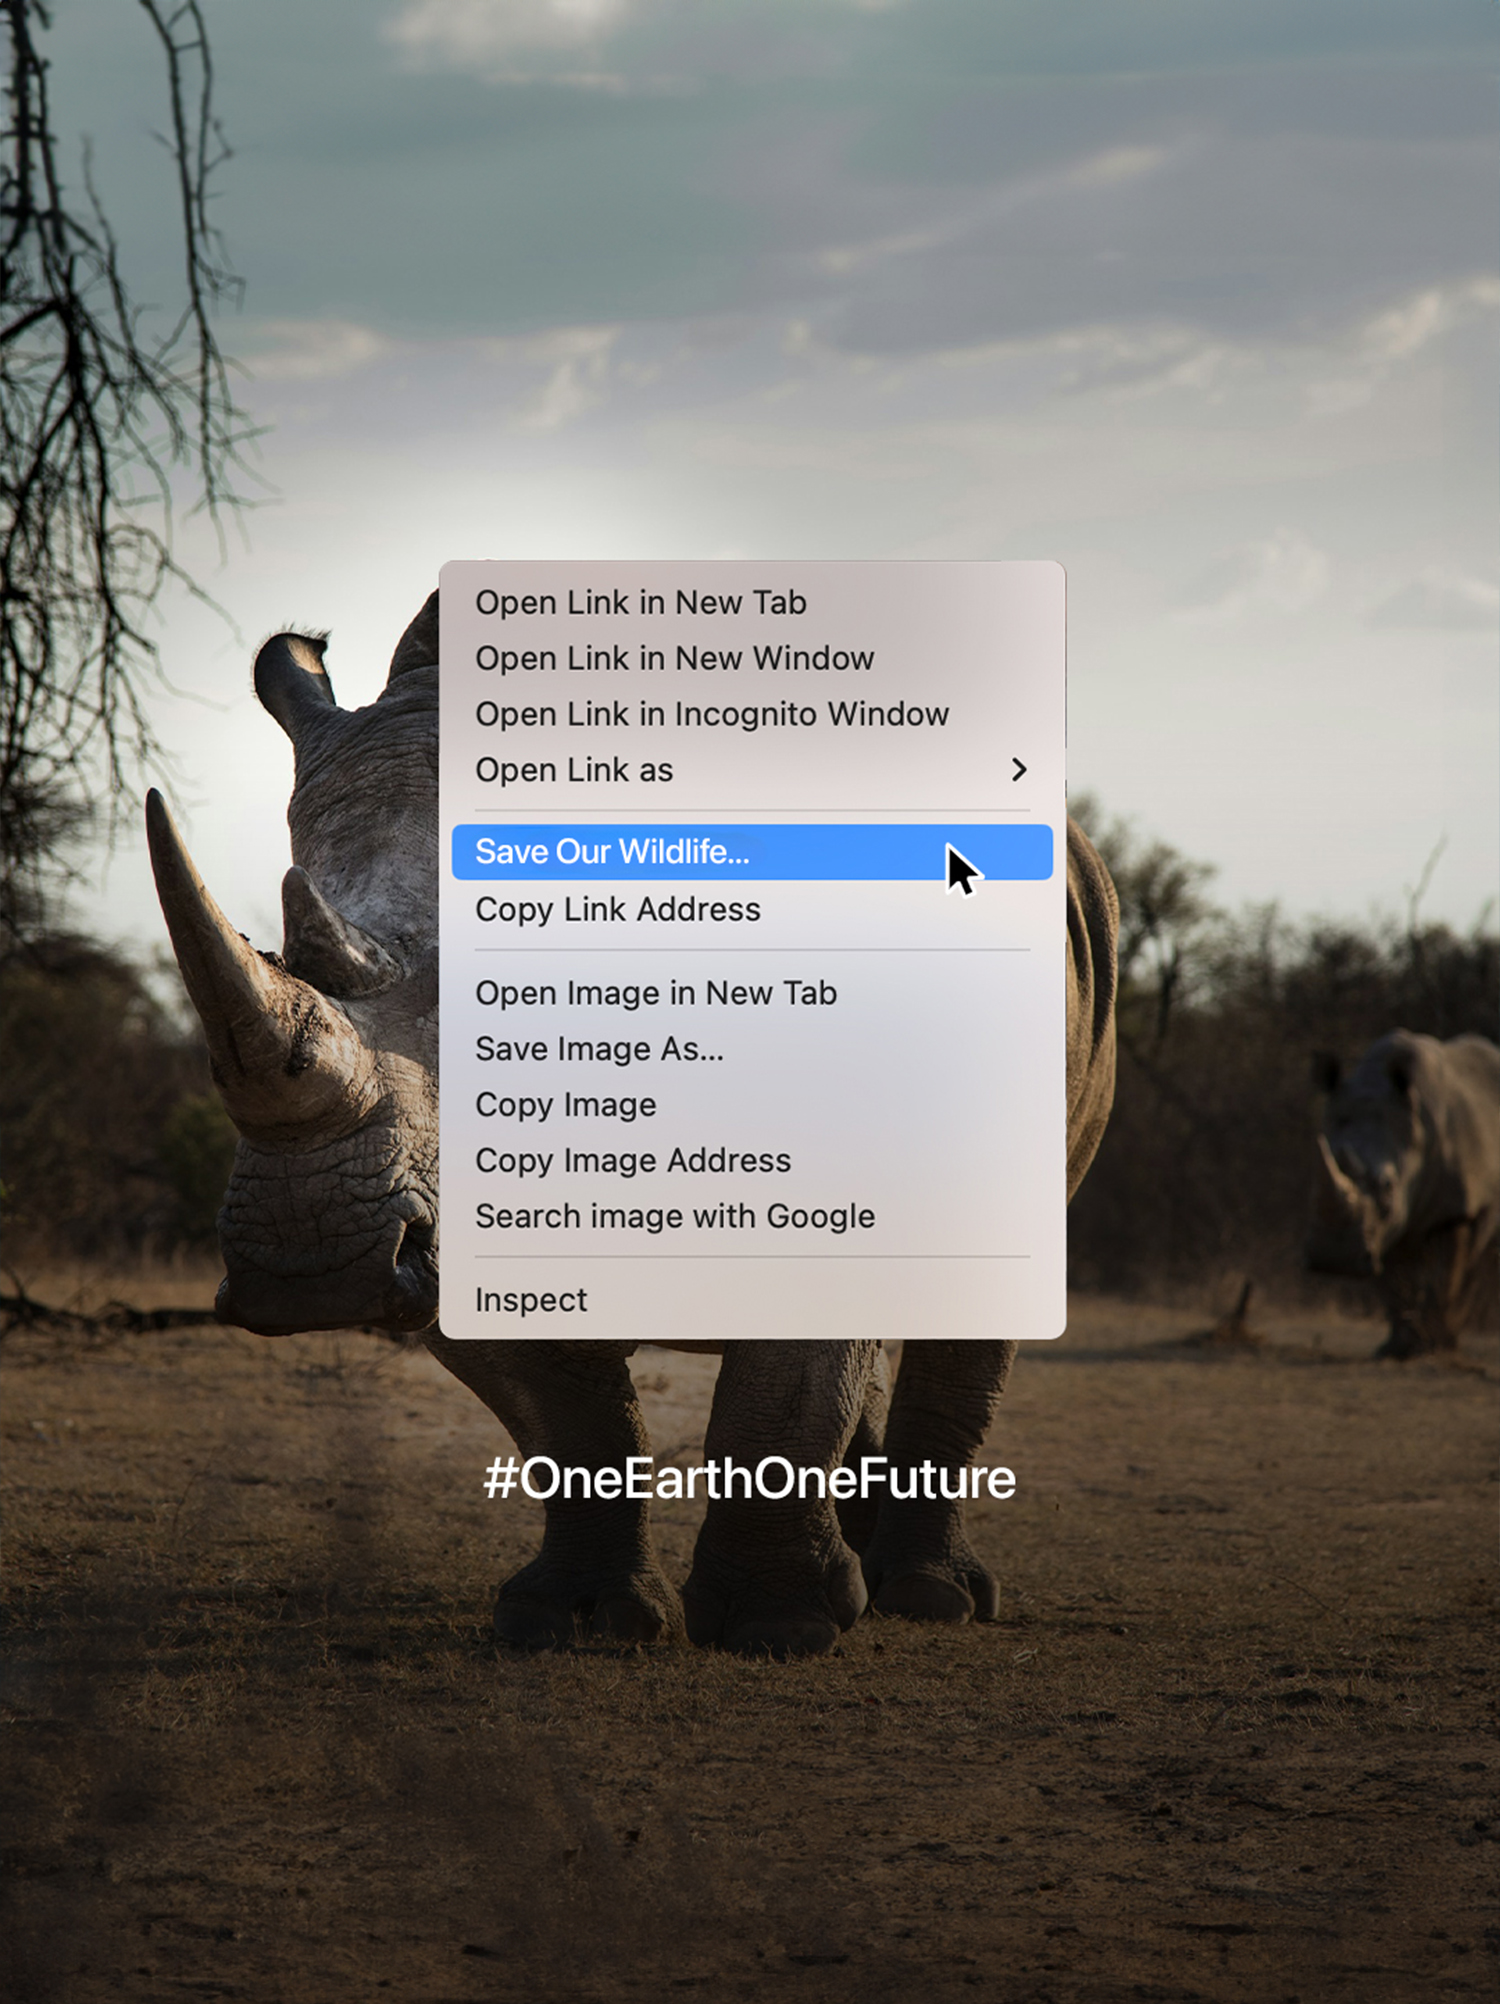 Open Link in New Tab
Open Link in New Window
Open Link in Incognito Window
Open Link as
Save Our Wildlife...
Copy Link Address
Open Image in New Tab
Save Image As...
Copy Image
Copy Image Address
Search image with Google
Inspect
#OneEarthOneFuture